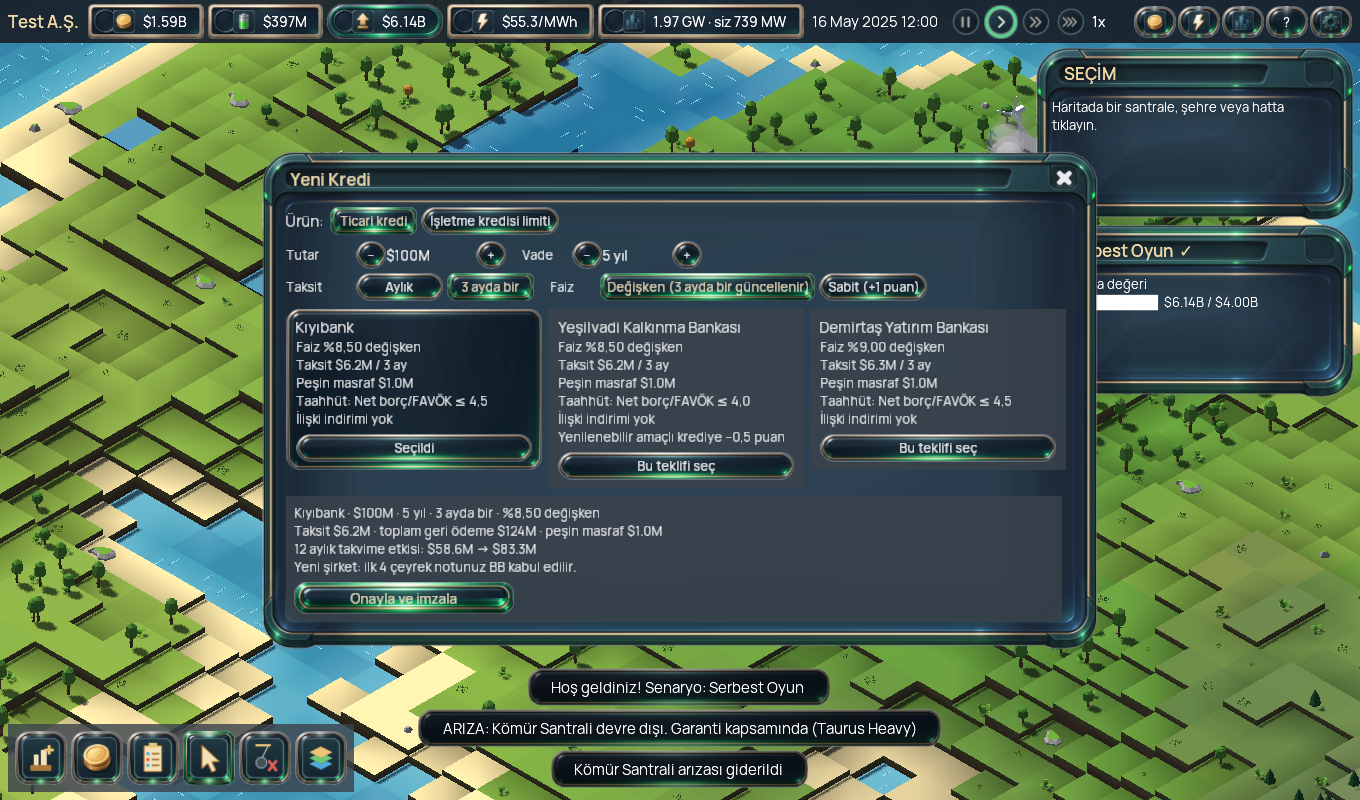 Test A.Ş.
$1.59B
$397M
$6.14B
$55.3/MWh
1.97 GW · siz 739 MW
16 May 2025 12:00
1x
?
SEÇİM
Haritada bir santrale, şehre veya hatta
tıklayın.
Yeni Kredi
Ürün: Ticari kredi İşletme kredisi limiti
Tutar - $100M + Vade - 5 yıl +
Taksit Aylık 3 ayda bir Faiz Değişken (3 ayda bir güncellenir) Sabit (+1 puan)
Kıyıbank
Faiz %8,50 değişken
Taksit $6.2M / 3 ay
Peşin masraf $1.0M
Taahhüt: Net borç/FAVÖK ≤ 4,5
İlişki indirimi yok
Seçildi
Yeşilvadi Kalkınma Bankası
Faiz %8,50 değişken
Taksit $6.2M / 3 ay
Peşin masraf $1.0M
Taahhüt: Net borç/FAVÖK ≤ 4,0
İlişki indirimi yok
Yenilenebilir amaçlı krediye −0,5 puan
Bu teklifi seç
Demirtaş Yatırım Bankası
Faiz %9,00 değişken
Taksit $6.3M / 3 ay
Peşin masraf $1.0M
Taahhüt: Net borç/FAVÖK ≤ 4,5
İlişki indirimi yok
Bu teklifi seç
Kıyıbank · $100M · 5 yıl · 3 ayda bir · %8,50 değişken
Taksit $6.2M · toplam geri ödeme $124M · peşin masraf $1.0M
12 aylık takvime etkisi: $58.6M → $83.3M
Yeni şirket: ilk 4 çeyrek notunuz BB kabul edilir.
Onayla ve imzala
best Oyun ✓
a değeri
$6.14B / $4.00B
Hoş geldiniz! Senaryo: Serbest Oyun
ARIZA: Kömür Santrali devre dışı. Garanti kapsamında (Taurus Heavy)
Kömür Santrali arızası giderildi